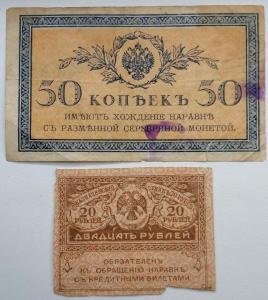 50 КОПѢЕКЪ 50
ИМѢЮТЪ ХОЖДЕНІЕ НАРАВНѢ
СЪ РАЗМѢННОЙ СЕРЕБРЯНОЙ МОНЕТОЙ.
20 20
РУБЛЕЙ РУБЛЕЙ
ДВАДЦАТЬ РУБЛЕЙ
ОБЯЗАТЕЛЕНЪ
КЪ ОБРАЩЕНІЮ НАРАВНѢ
СЪ КРЕДИТНЫМИ БИЛЕТАМИ